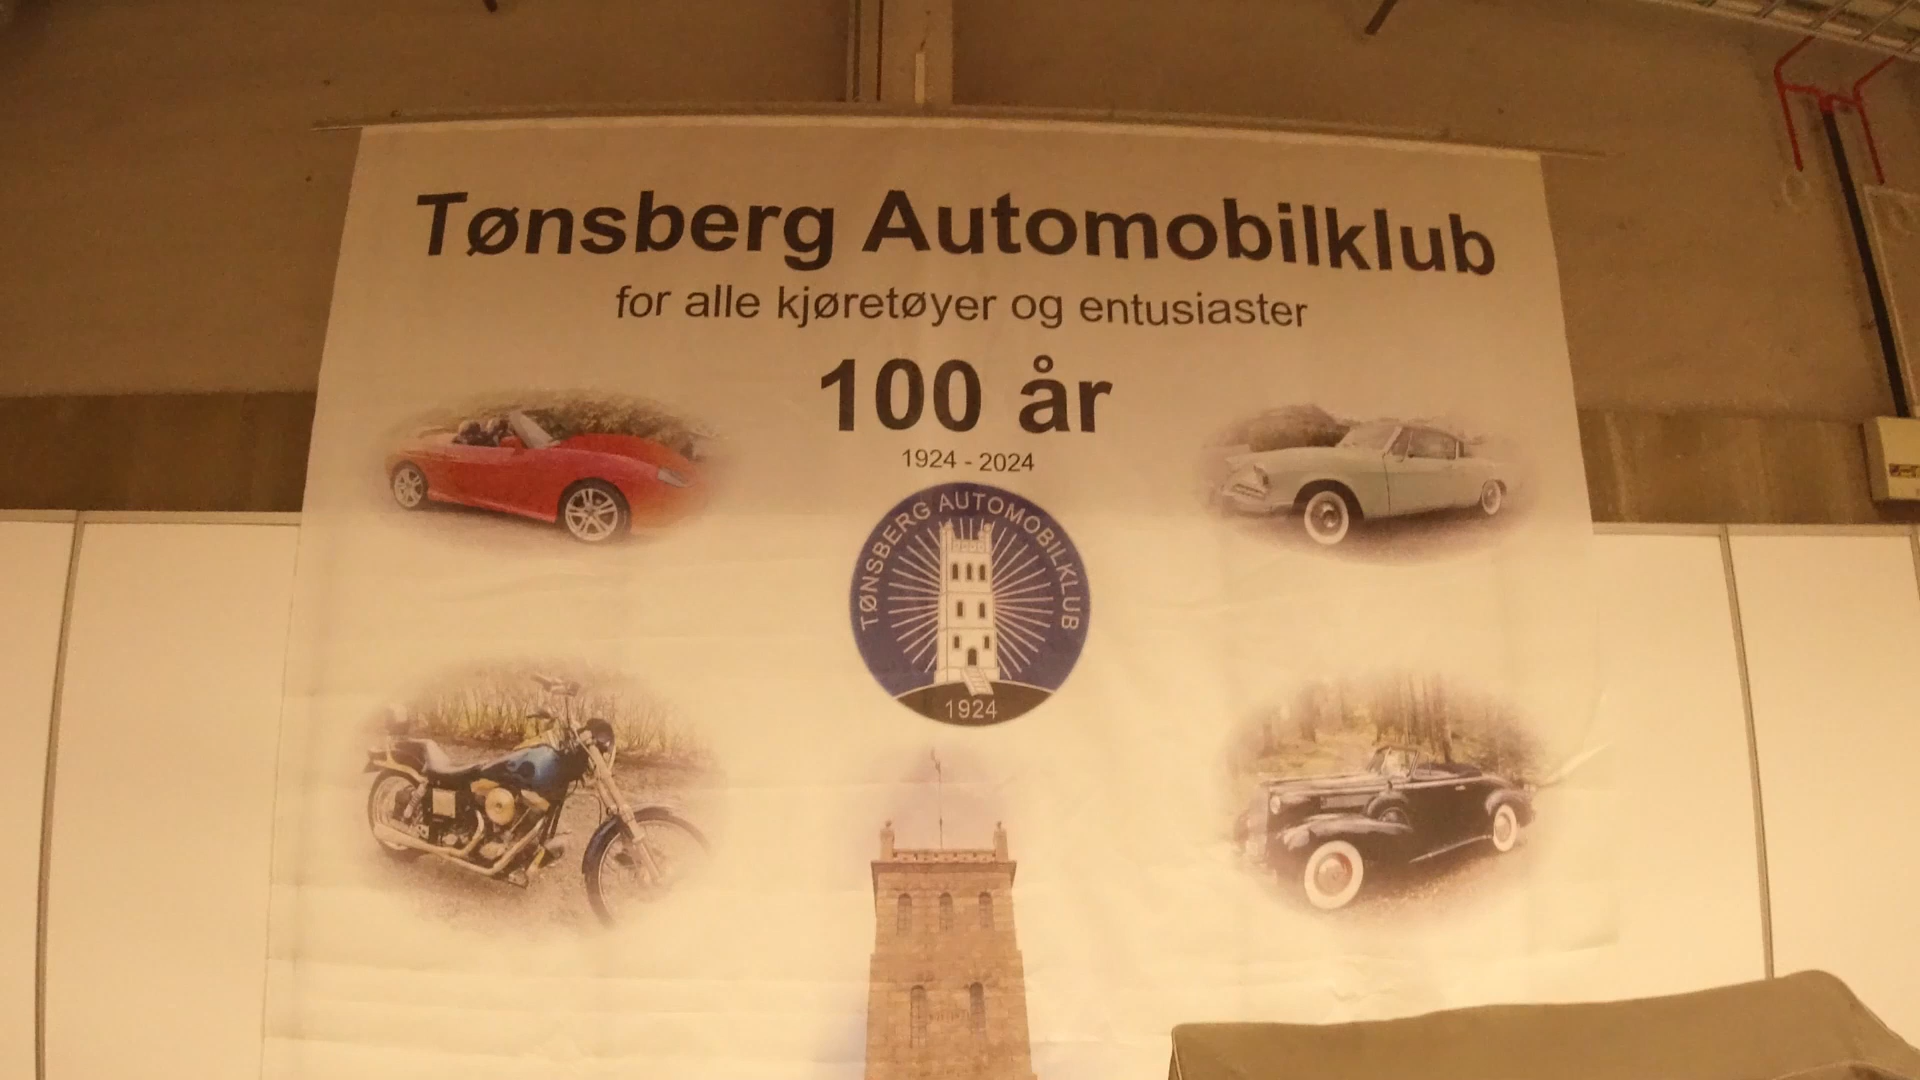 Tønsberg Automobilklub
for alle kjøretøyer og entusiaster
100 år
1924 - 2024
TØNSBERG AUTOMOBILKLUB
1924